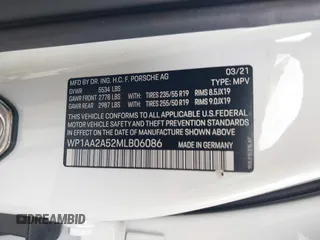 MFD BY DR. ING. H.C. F. PORSCHE AG 03/21
GVWR 5534 LBS TYPE: MPV
GAWR FRONT 2778 LBS WITH: TIRES 235/55 R19 RIMS 8.5JX19
GAWR REAR 2987 LBS WITH: TIRES 255/50 R19 RIMS 9.0JX19
THIS VEHICLE CONFORMS TO ALL APPLICABLE U.S.FEDERAL
MOTOR VEHICLE SAFETY, BUMPER, AND THEFT PREVENTION
STANDARDS IN EFFECT ON THE DATE OF MANUFACTURE
SHOWN ABOVE.
WP1AA2A52MLB06086 MADE IN GERMANY
DREAMBID